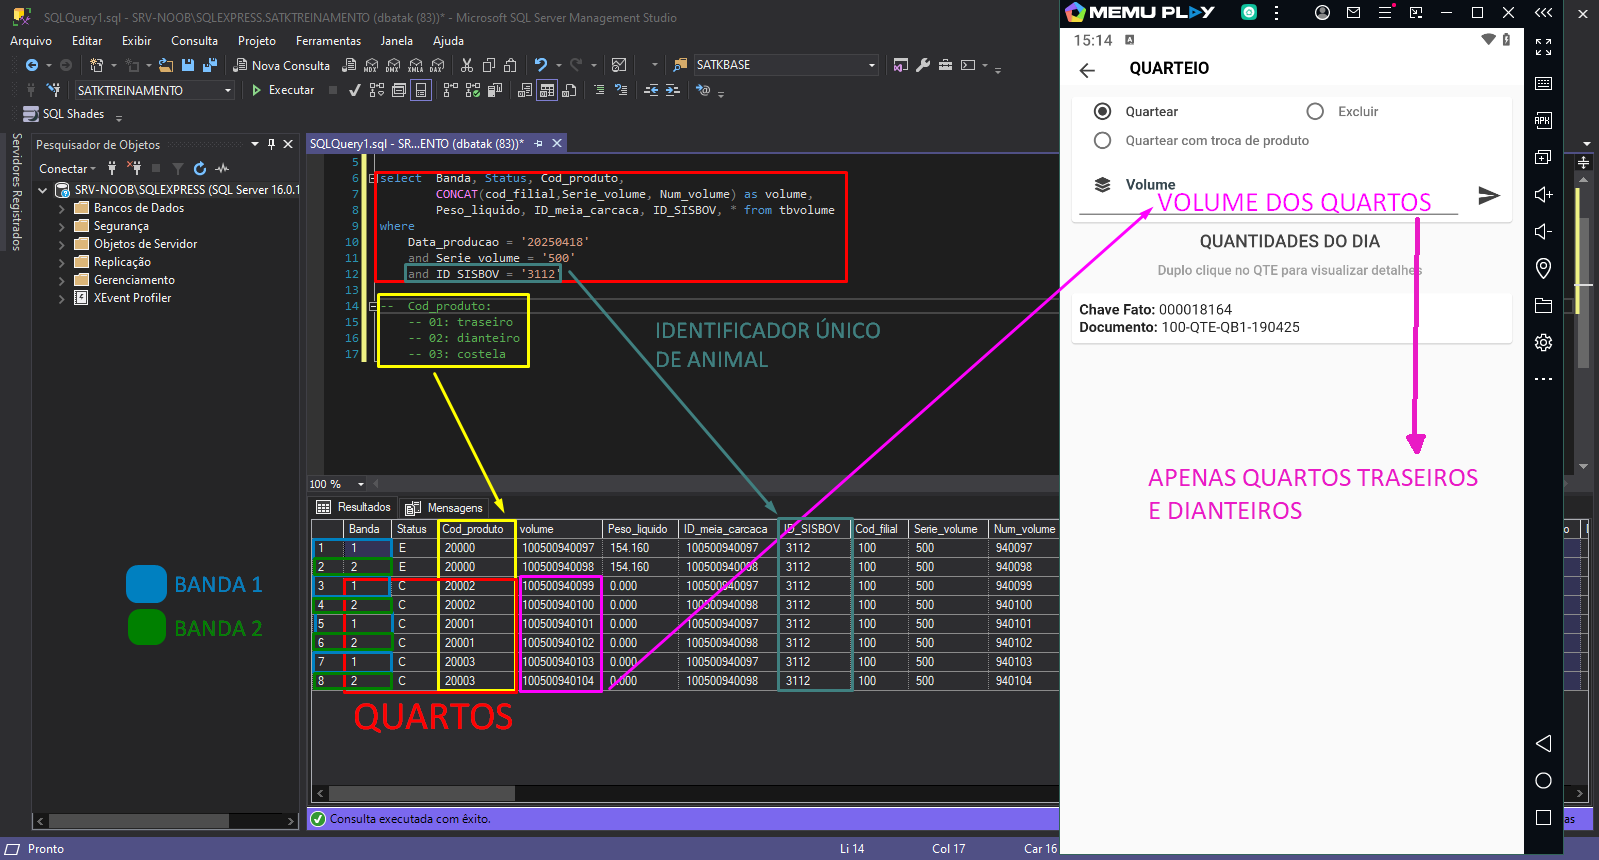 SQLQuery1.sql - SRV-NOOB\SQLEXPRESS.SATKTREINAMENTO (dbatak (83))* - Microsoft SQL Server Management Studio
Arquivo Editar Exibir Consulta Projeto Ferramentas Janela Ajuda
Nova Consulta MDX DMX XMLA DAX SATKBASE
SATKTREINAMENTO Executar
SQL Shades
Servidores Registrados
Pesquisador de Objetos
Conectar
SRV-NOOB\SQLEXPRESS (SQL Server 16.0.1
Bancos de Dados
Segurança
Objetos de Servidor
Replicação
Gerenciamento
XEvent Profiler
BANDA 1
BANDA 2
SQLQuery1.sql - SR...ENTO (dbatak (83))*
5
6 select Banda, Status, Cod_produto,
7 CONCAT(cod_filial,Serie_volume, Num_volume) as volume,
8 Peso_liquido, ID_meia_carcaca, ID_SISBOV, * from tbvolume
9 where
10 Data_producao = '20250418'
11 and Serie_volume = '500'
12 and ID_SISBOV = '3112'
13
14 -- Cod_produto:
15 -- 01: traseiro
16 -- 02: dianteiro
17 -- 03: costela
IDENTIFICADOR ÚNICO
DE ANIMAL
100 %
Resultados Mensagens
Banda Status Cod_produto volume Peso_liquido ID_meia_carcaca ID_SISBOV Cod_filial Serie_volume Num_volume
1 1 E 20000 100500940097 154.160 100500940097 3112 100 500 940097
2 2 E 20000 100500940098 154.160 100500940098 3112 100 500 940098
3 1 C 20002 100500940099 0.000 100500940097 3112 100 500 940099
4 2 C 20002 100500940100 0.000 100500940098 3112 100 500 940100
5 1 C 20001 100500940101 0.000 100500940097 3112 100 500 940101
6 2 C 20001 100500940102 0.000 100500940098 3112 100 500 940102
7 1 C 20003 100500940103 0.000 100500940097 3112 100 500 940103
8 2 C 20003 100500940104 0.000 100500940098 3112 100 500 940104
QUARTOS
Consulta executada com êxito.
Pronto Li 14 Col 17 Car 16
MEMU PLAY
15:14
QUARTEIO
Quartear Excluir
Quartear com troca de produto
Volume
VOLUME DOS QUARTOS
QUANTIDADES DO DIA
Duplo clique no QTE para visualizar detalhes
Chave Fato: 000018164
Documento: 100-QTE-QB1-190425
APENAS QUARTOS TRASEIROS
E DIANTEIROS
APK
as